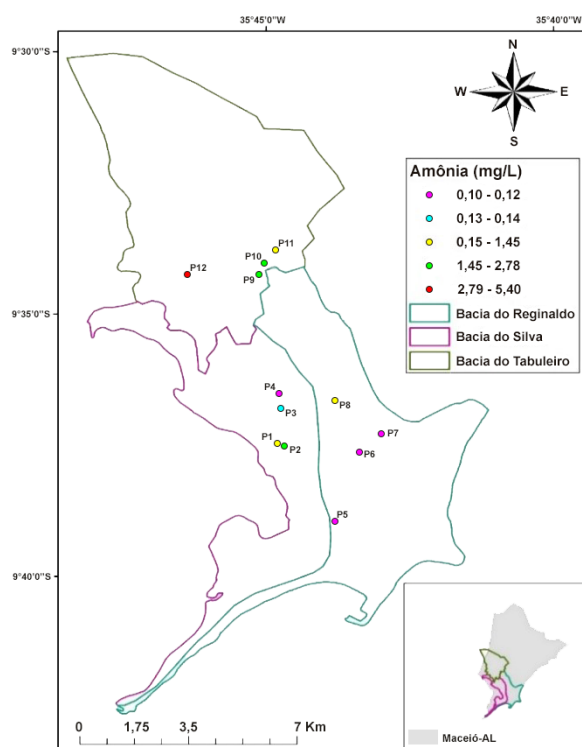 35°45'0"W
35°40'0"W
9°30'0"S
N
W E
S
Amônia (mg/L)
0,10 - 0,12
0,13 - 0,14
0,15 - 1,45
1,45 - 2,78
2,79 - 5,40
Bacia do Reginaldo
Bacia do Silva
Bacia do Tabuleiro
P11
P10
P12
P9
9°35'0"S
P4
P3
P8
P1
P2
P7
P6
P5
9°40'0"S
0 1,75 3,5 7 Km
Maceió-AL